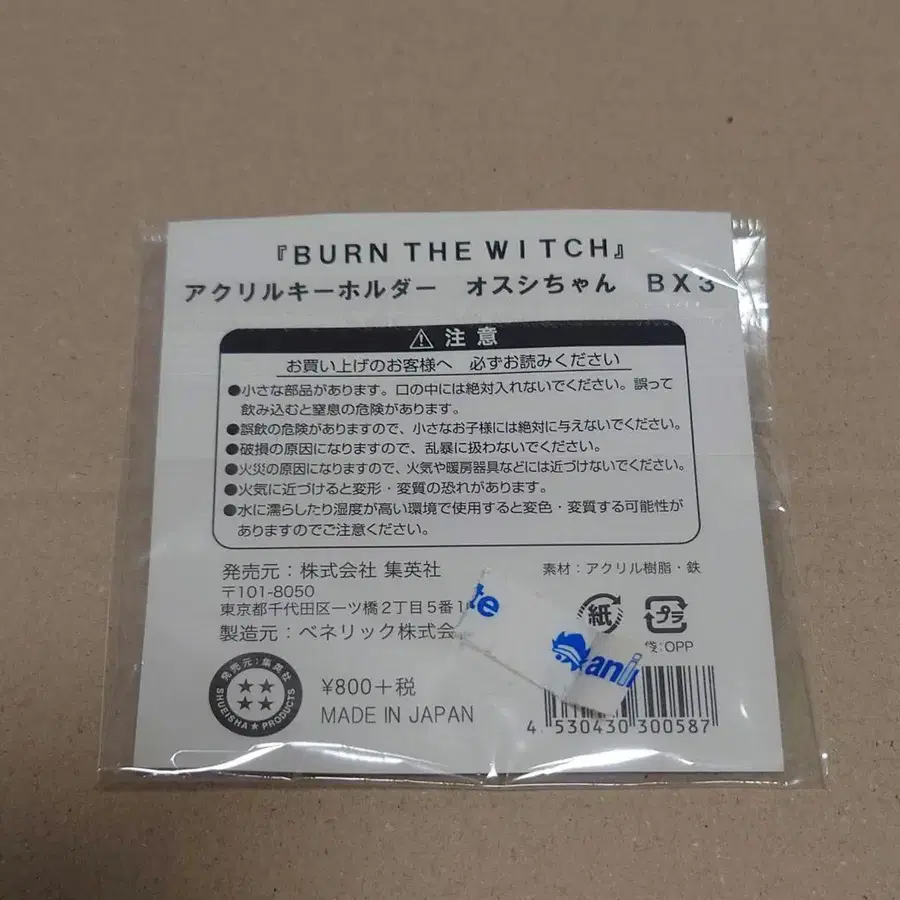 『BURN THE WITCH』
アクリルキーホルダー　オスシちゃん　BX3
注意
お買い上げのお客様へ　必ずお読みください
●小さな部品があります。口の中には絶対入れないでください。誤って
飲み込むと窒息の危険があります。
●誤飲の危険がありますので、小さなお子様には絶対に与えないでください。
●破損の原因になりますので、乱暴に扱わないでください。
●火災の原因になりますので、火気や暖房器具などには近づけないでください。
●火気に近づけると変形・変質の恐れがあります。
●水に濡らしたり湿度が高い環境で使用すると変色・変質する可能性が
ありますのでご注意ください。
発売元：株式会社 集英社
〒101-8050
東京都千代田区一ツ橋2丁目5番
製造元：ベネリック株式会
素材：アクリル樹脂・鉄
紙
プラ
袋:OPP
te
ani
発売元：集英社
SHUEISHA★PRODUCTS
¥800+税
MADE IN JAPAN
4 530430 300587